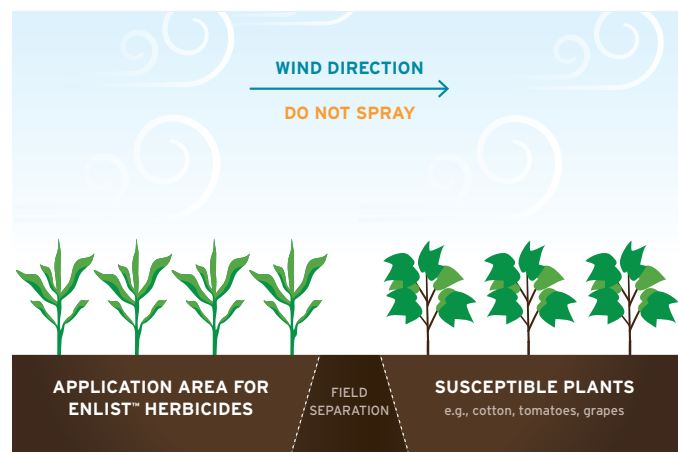 WIND DIRECTION
DO NOT SPRAY
APPLICATION AREA FOR
ENLIST™ HERBICIDES
FIELD
SEPARATION
SUSCEPTIBLE PLANTS
e.g., cotton, tomatoes, grapes